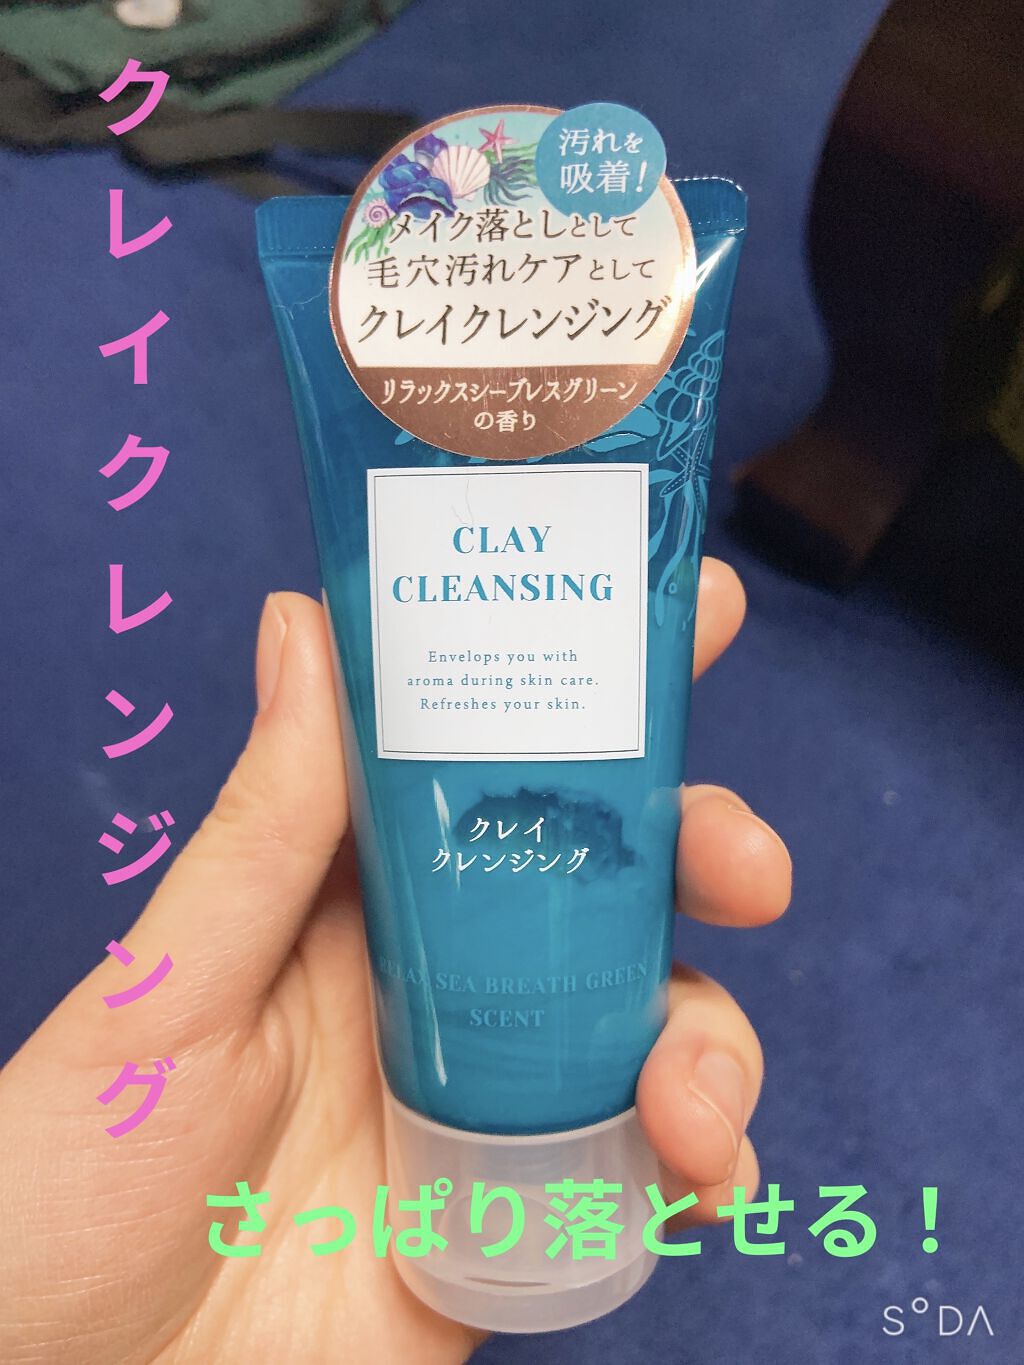 クレイクレンジング
汚れを
吸着!
メイク落としとして
毛穴汚れケアとして
クレイクレンジング
リラックスシーブレスグリーン
の香り
CLAY
CLEANSING
Envelops you with
aroma during skin care.
Refreshes your skin.
クレイ
クレンジング
RELAX SEA BREATH GREEN
SCENT
さっぱり落とせる！
SODA